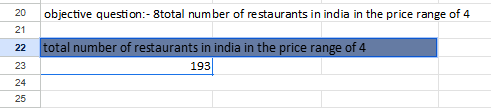 20 objective question:- 8total number of restaurants in india in the price range of 4
21
22 total number of restaurants in india in the price range of 4
23 193
24
25